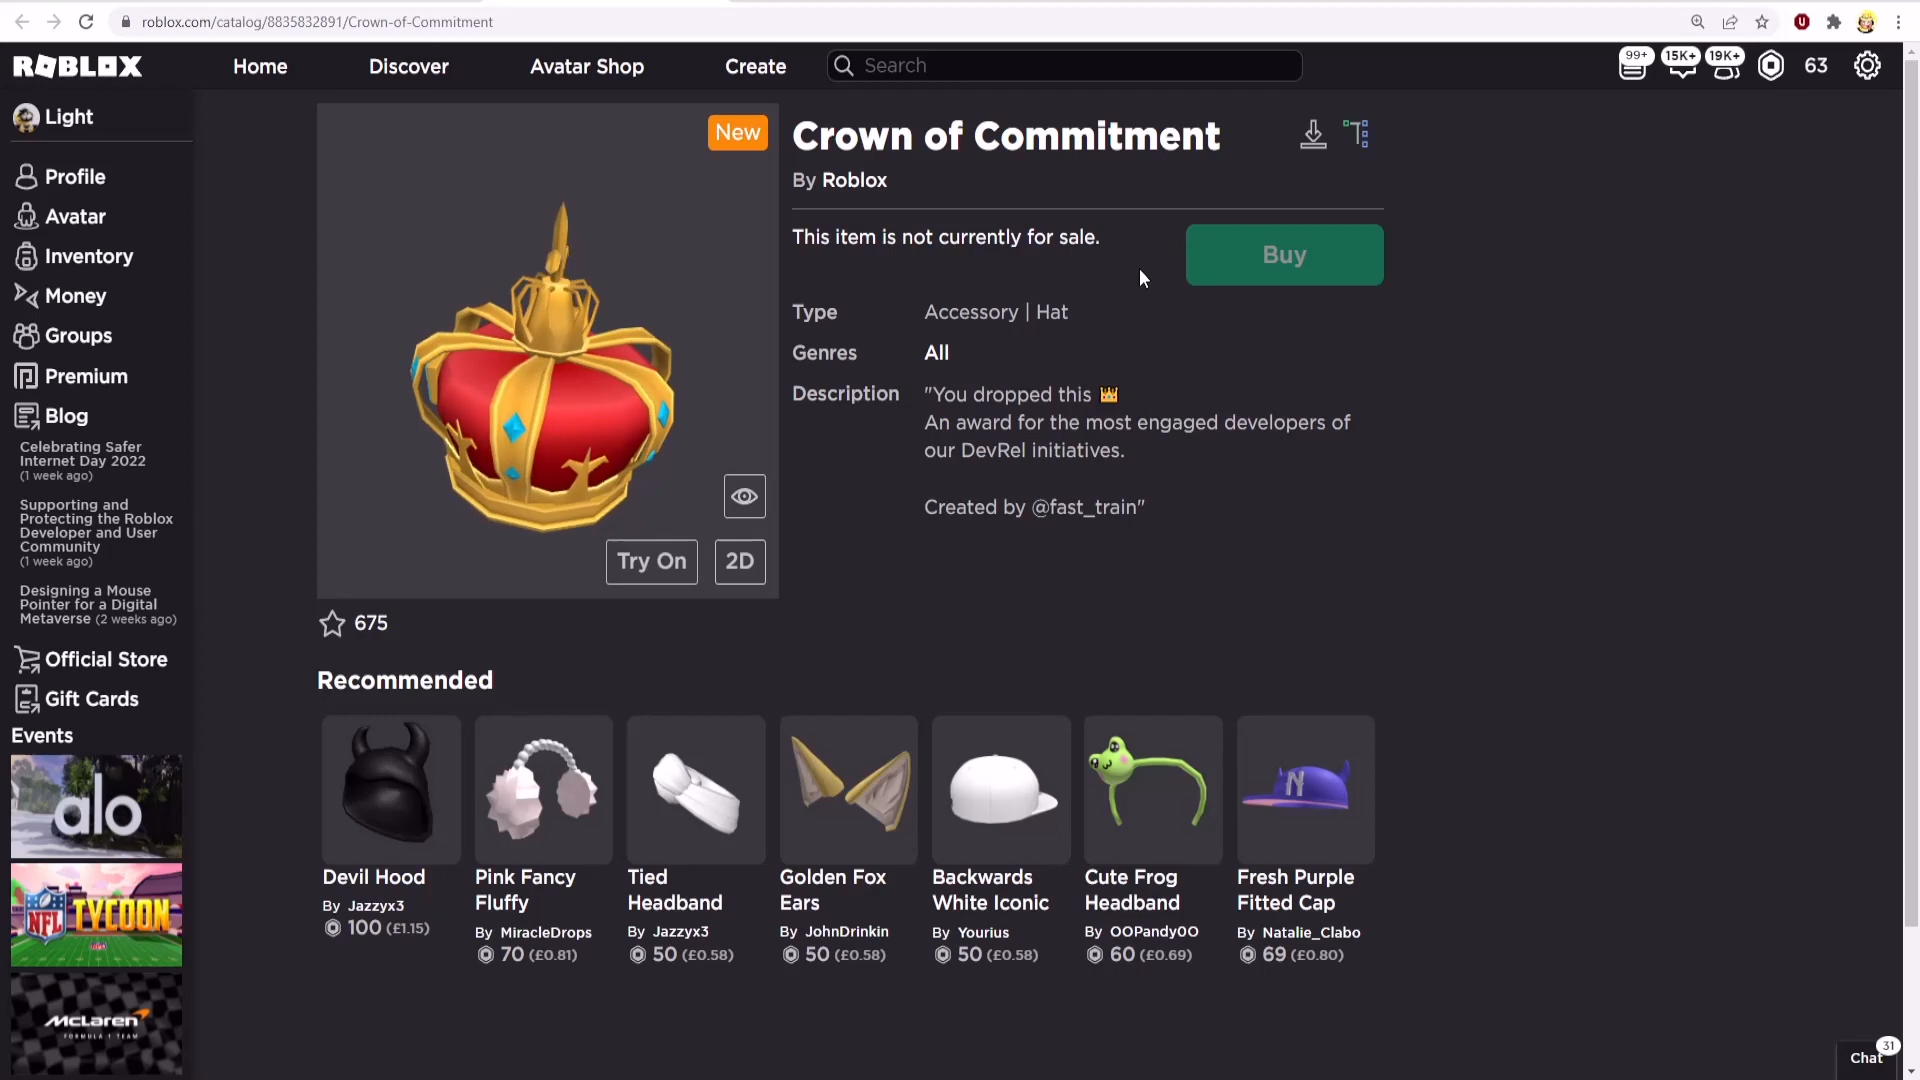 roblox.com/catalog/8835832891/Crown-of-Commitment
ROBLOX
Home
Discover
Avatar Shop
Create
Search
99+
15K+
19K+
63
Light
Profile
Avatar
Inventory
Money
Groups
Premium
Blog
Celebrating Safer
Internet Day 2022
(1 week ago)
Supporting and
Protecting the Roblox
Developer and User
Community
(1 week ago)
Designing a Mouse
Pointer for a Digital
Metaverse (2 weeks ago)
Official Store
Gift Cards
Events
alo
NFL TYCOON
McLaren
FORMULA 1 TEAM
New
Try On
2D
675
Crown of Commitment
By Roblox
This item is not currently for sale.
Buy
Type Accessory | Hat
Genres All
Description "You dropped this 👑
An award for the most engaged developers of
our DevRel initiatives.
Created by @fast_train"
Recommended
N
Devil Hood
By Jazzyx3
100 (£1.15)
Pink Fancy
Fluffy
By MiracleDrops
70 (£0.81)
Tied
Headband
By Jazzyx3
50 (£0.58)
Golden Fox
Ears
By JohnDrinkin
50 (£0.58)
Backwards
White Iconic
By Yourius
50 (£0.58)
Cute Frog
Headband
By OOPandy0O
60 (£0.69)
Fresh Purple
Fitted Cap
By Natalie_Clabo
69 (£0.80)
Chat
31